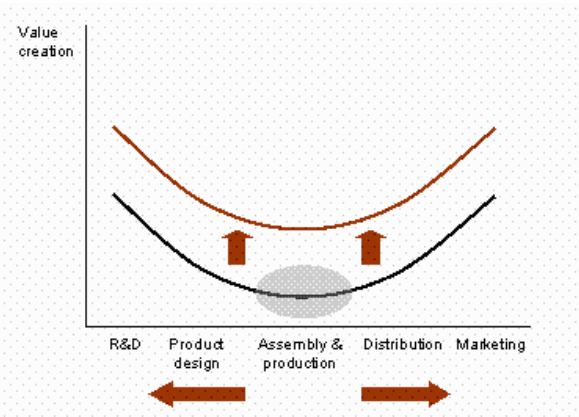 Value
creation
R&D
Product
design
Assembly &
production
Distribution
Marketing